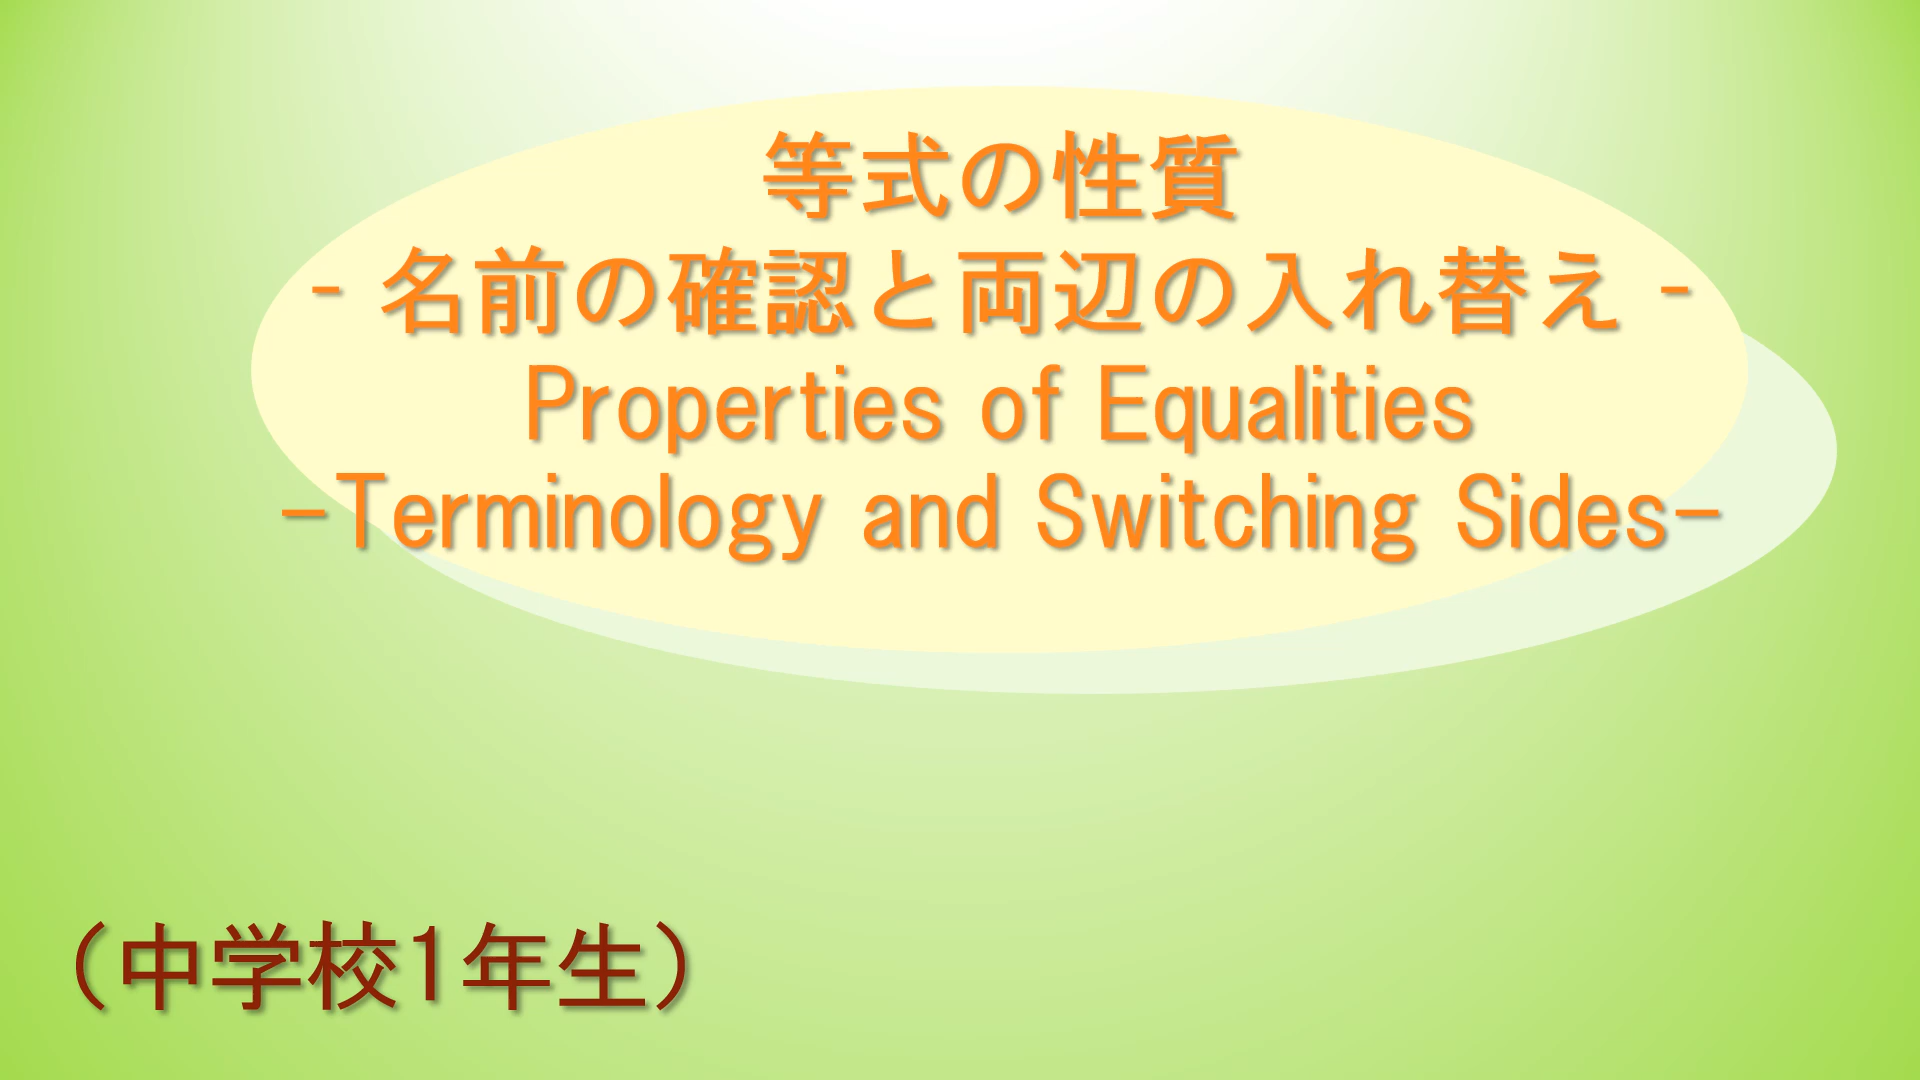 等式の性質
- 名前の確認と両辺の入れ替え -
Properties of Equalities
-Terminology and Switching Sides-
（中学校1年生）